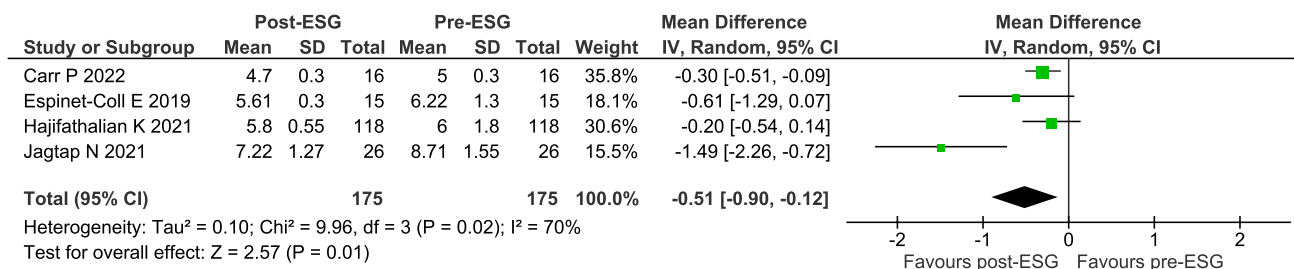 Post-ESG Pre-ESG Mean Difference Mean Difference
Study or Subgroup Mean SD Total Mean SD Total Weight IV, Random, 95% CI IV, Random, 95% CI
Carr P 2022 4.7 0.3 16 5 0.3 16 35.8% -0.30 [-0.51, -0.09]
Espinet-Coll E 2019 5.61 0.3 15 6.22 1.3 15 18.1% -0.61 [-1.29, 0.07]
Hajifathalian K 2021 5.8 0.55 118 6 1.8 118 30.6% -0.20 [-0.54, 0.14]
Jagtap N 2021 7.22 1.27 26 8.71 1.55 26 15.5% -1.49 [-2.26, -0.72]
Total (95% CI) 175 175 100.0% -0.51 [-0.90, -0.12]
Heterogeneity: Tau² = 0.10; Chi² = 9.96, df = 3 (P = 0.02); I² = 70%
Test for overall effect: Z = 2.57 (P = 0.01)
-2 -1 0 1 2
Favours post-ESG Favours pre-ESG